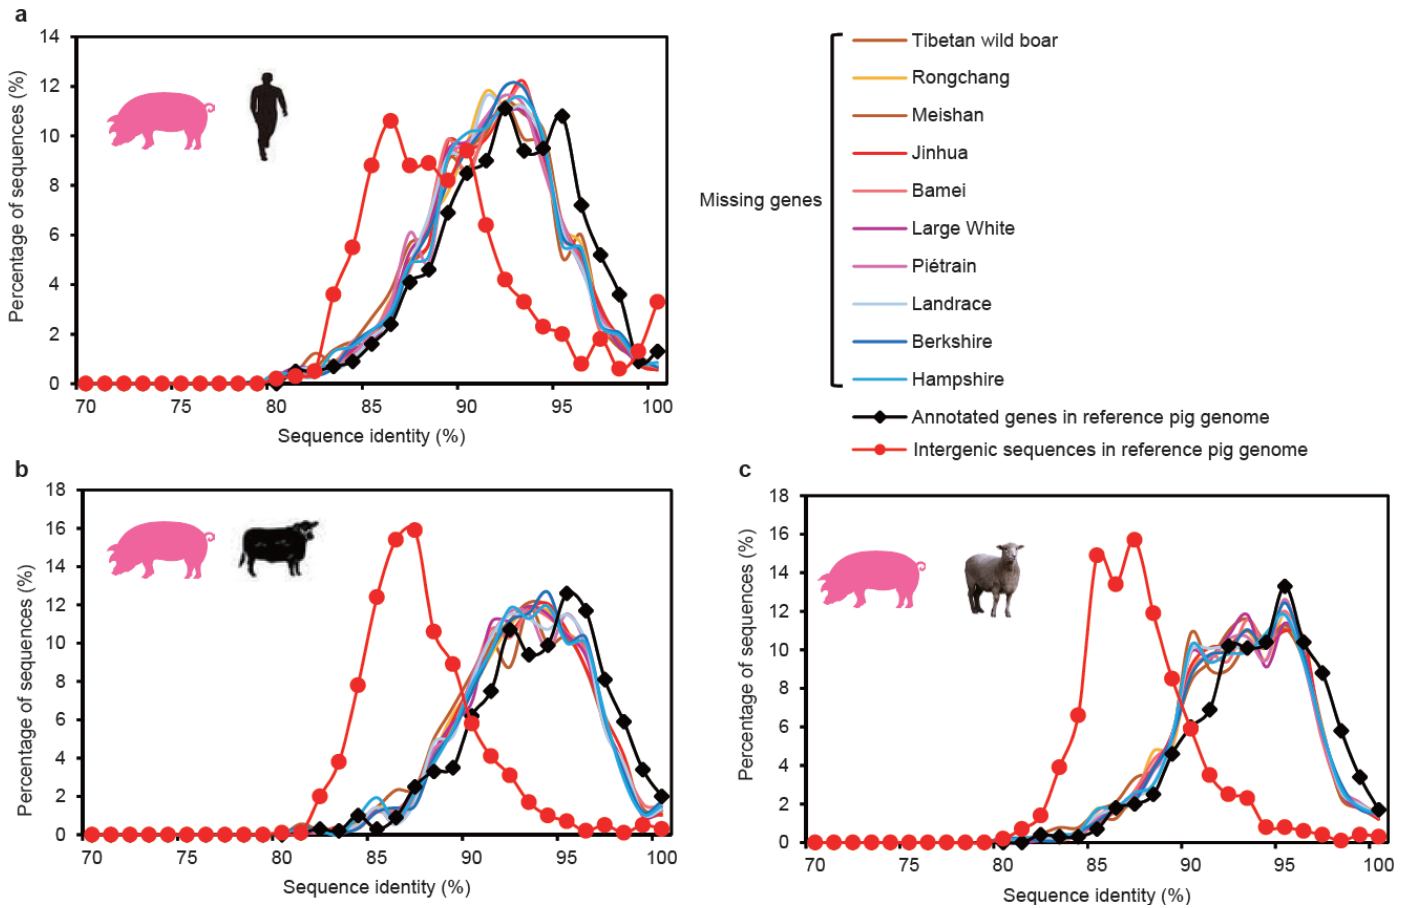 a
14
12
10
8
6
4
2
0
Percentage of sequences (%)
70 75 80 85 90 95 100
Sequence identity (%)
Missing genes
Tibetan wild boar
Rongchang
Meishan
Jinhua
Bamei
Large White
Piétrain
Landrace
Berkshire
Hampshire
Annotated genes in reference pig genome
Intergenic sequences in reference pig genome
b
18
16
14
12
10
8
6
4
2
0
Percentage of sequences (%)
70 75 80 85 90 95 100
Sequence identity (%)
c
18
16
14
12
10
8
6
4
2
0
Percentage of sequences (%)
70 75 80 85 90 95 100
Sequence identity (%)